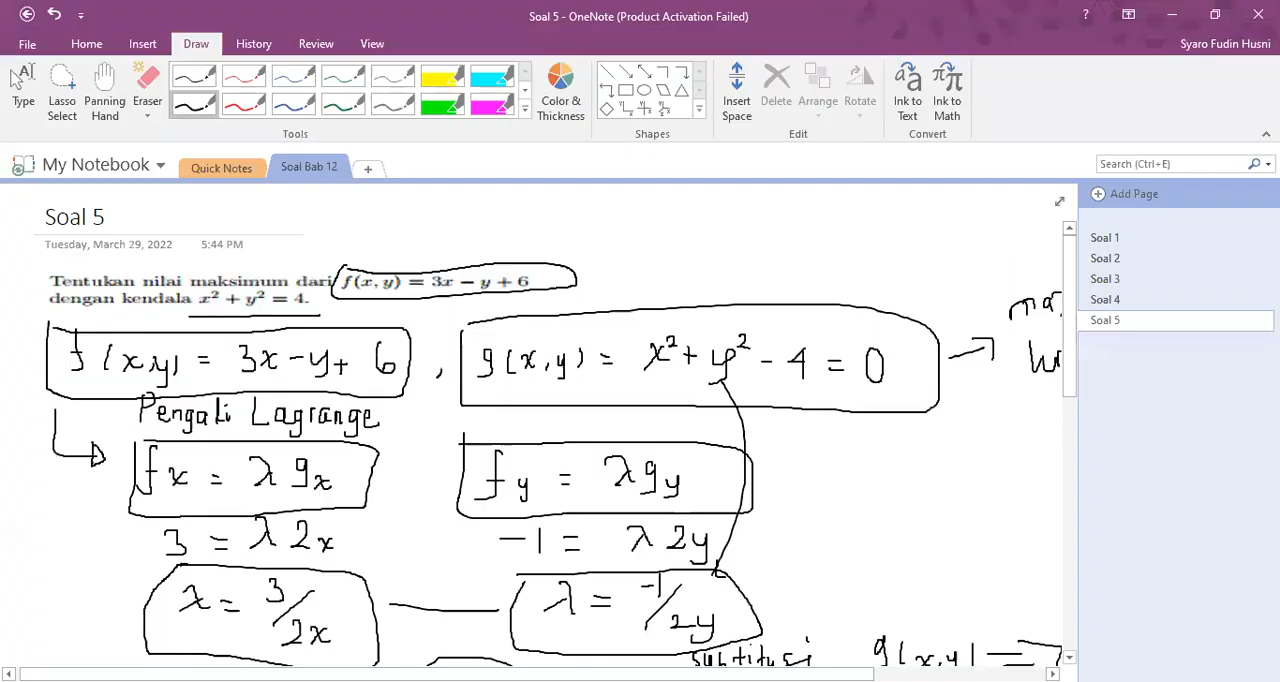 Soal 5 - OneNote (Product Activation Failed)
File Home Insert Draw History Review View
Syaro Fudin Husni
Type
Lasso Select
Panning Hand
Eraser
Color & Thickness
Insert Space
Delete
Arrange
Rotate
Ink to Text
Ink to Math
Tools
Shapes
Edit
Convert
My Notebook
Quick Notes
Soal Bab 12
Search (Ctrl+E)
Add Page
Soal 1
Soal 2
Soal 3
Soal 4
Soal 5
Soal 5
Tuesday, March 29, 2022 5:44 PM
Tentukan nilai maksimum dari f(x, y) = 3x − y + 6
dengan kendala x² + y² = 4.
f(x,y) = 3x - y + 6 , g(x,y) = x² + y² - 4 = 0
Pengali Lagrange
fx = λ gx
fy = λ gy
3 = λ 2x
-1 = λ 2y
λ = 3/2x
λ = -1/2y
subtitusi g(x,y) =